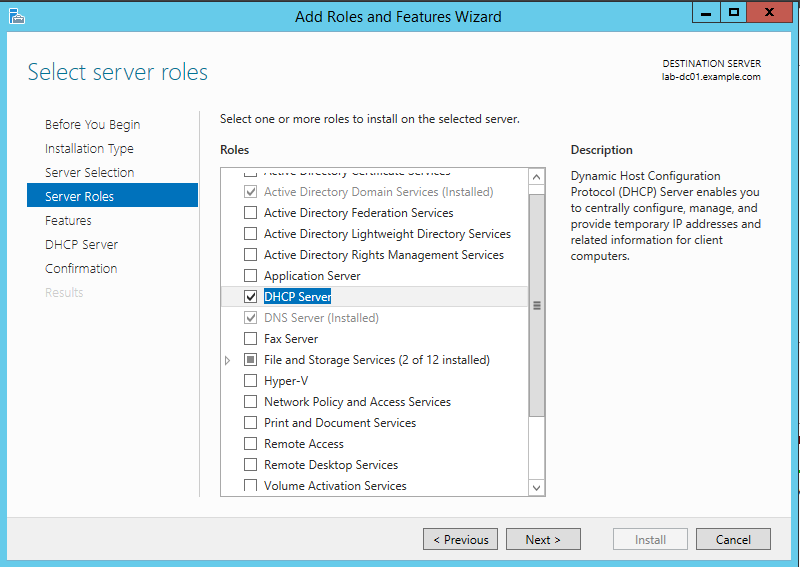 Add Roles and Features Wizard
Select server roles
DESTINATION SERVER
lab-dc01.example.com
Before You Begin
Installation Type
Server Selection
Server Roles
Features
DHCP Server
Confirmation
Results
Select one or more roles to install on the selected server.
Roles
Active Directory Certificate Services
Active Directory Domain Services (Installed)
Active Directory Federation Services
Active Directory Lightweight Directory Services
Active Directory Rights Management Services
Application Server
DHCP Server
DNS Server (Installed)
Fax Server
File and Storage Services (2 of 12 installed)
Hyper-V
Network Policy and Access Services
Print and Document Services
Remote Access
Remote Desktop Services
Volume Activation Services
Description
Dynamic Host Configuration
Protocol (DHCP) Server enables you
to centrally configure, manage, and
provide temporary IP addresses and
related information for client
computers.
< Previous
Next >
Install
Cancel